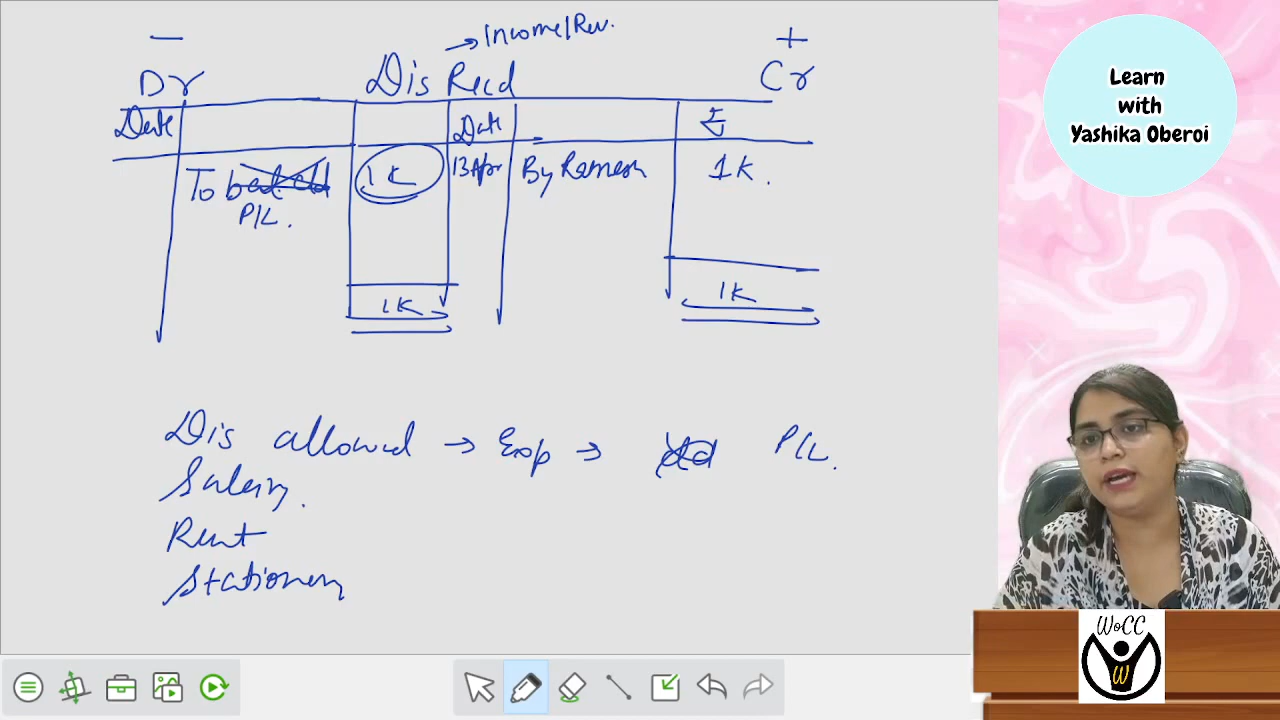 → Income/Rev.
− +
Dr Dis Recd Cr
Date Date ₹
To bal c/d 1K 13 Apr By Ramesh 1K.
P/L.
1K 1K
Dis allowed → Exp → c/d P/L.
Salary.
Rent
Stationery
Learn
with
Yashika Oberoi
WoCC
W